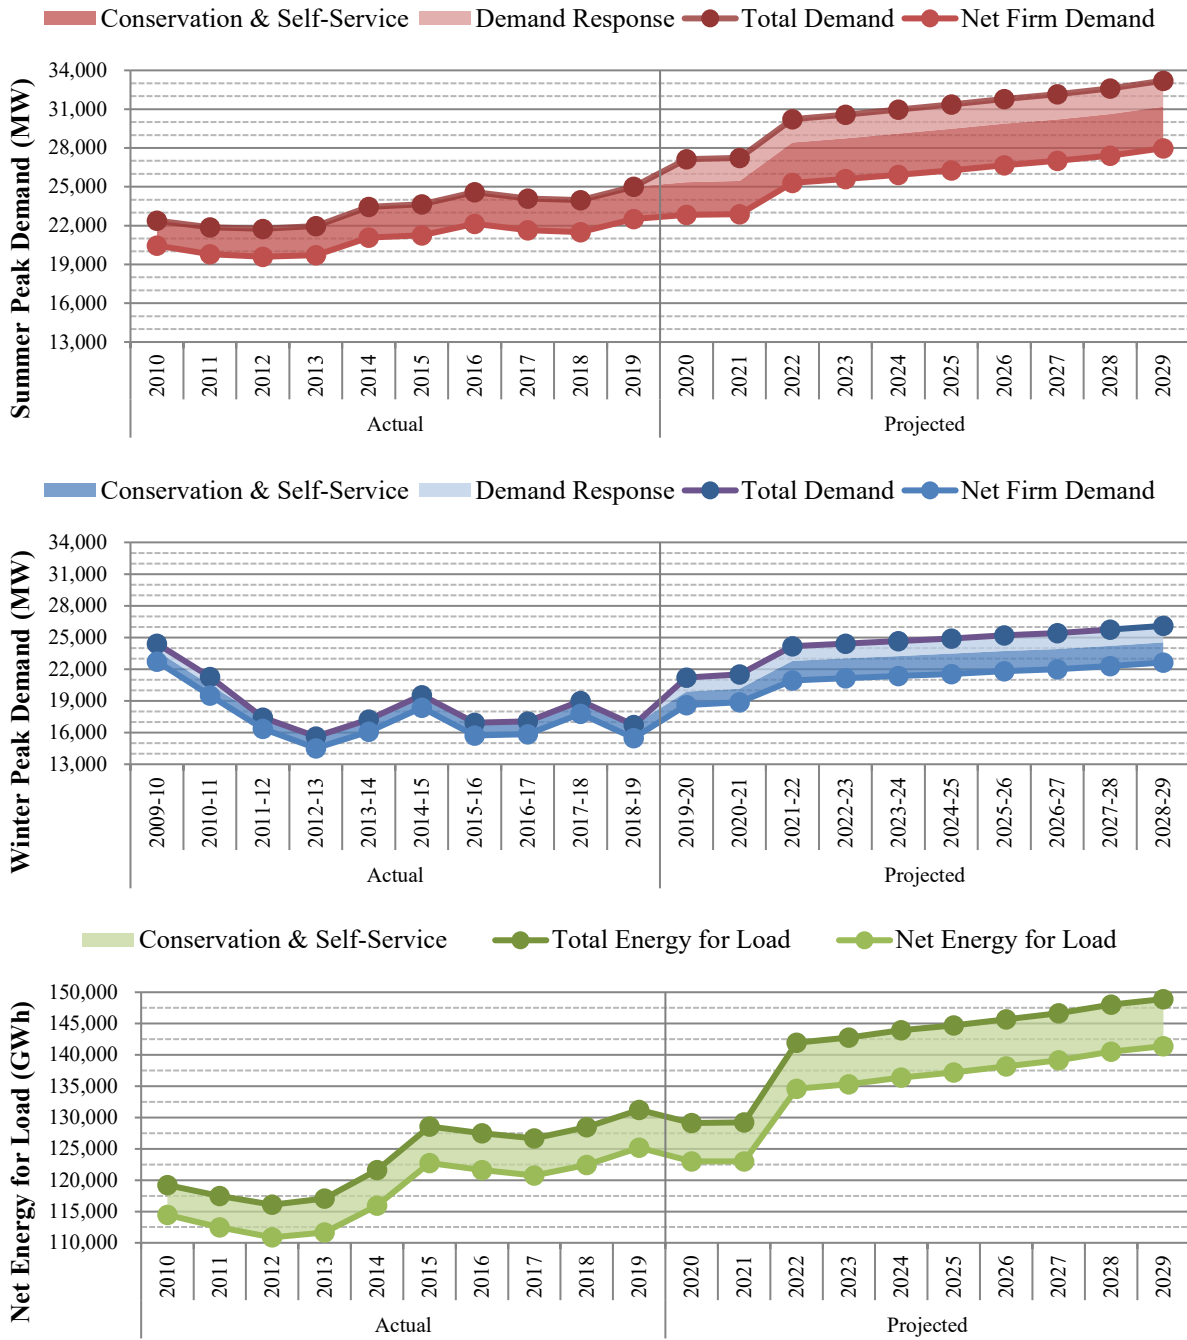 Conservation & Self-Service Demand Response Total Demand Net Firm Demand
Summer Peak Demand (MW)
34,000
31,000
28,000
25,000
22,000
19,000
16,000
13,000
2010 2011 2012 2013 2014 2015 2016 2017 2018 2019 2020 2021 2022 2023 2024 2025 2026 2027 2028 2029
Actual Projected
Conservation & Self-Service Demand Response Total Demand Net Firm Demand
Winter Peak Demand (MW)
34,000
31,000
28,000
25,000
22,000
19,000
16,000
13,000
2009-10 2010-11 2011-12 2012-13 2013-14 2014-15 2015-16 2016-17 2017-18 2018-19 2019-20 2020-21 2021-22 2022-23 2023-24 2024-25 2025-26 2026-27 2027-28 2028-29
Actual Projected
Conservation & Self-Service Total Energy for Load Net Energy for Load
Net Energy for Load (GWh)
150,000
145,000
140,000
135,000
130,000
125,000
120,000
115,000
110,000
2010 2011 2012 2013 2014 2015 2016 2017 2018 2019 2020 2021 2022 2023 2024 2025 2026 2027 2028 2029
Actual Projected